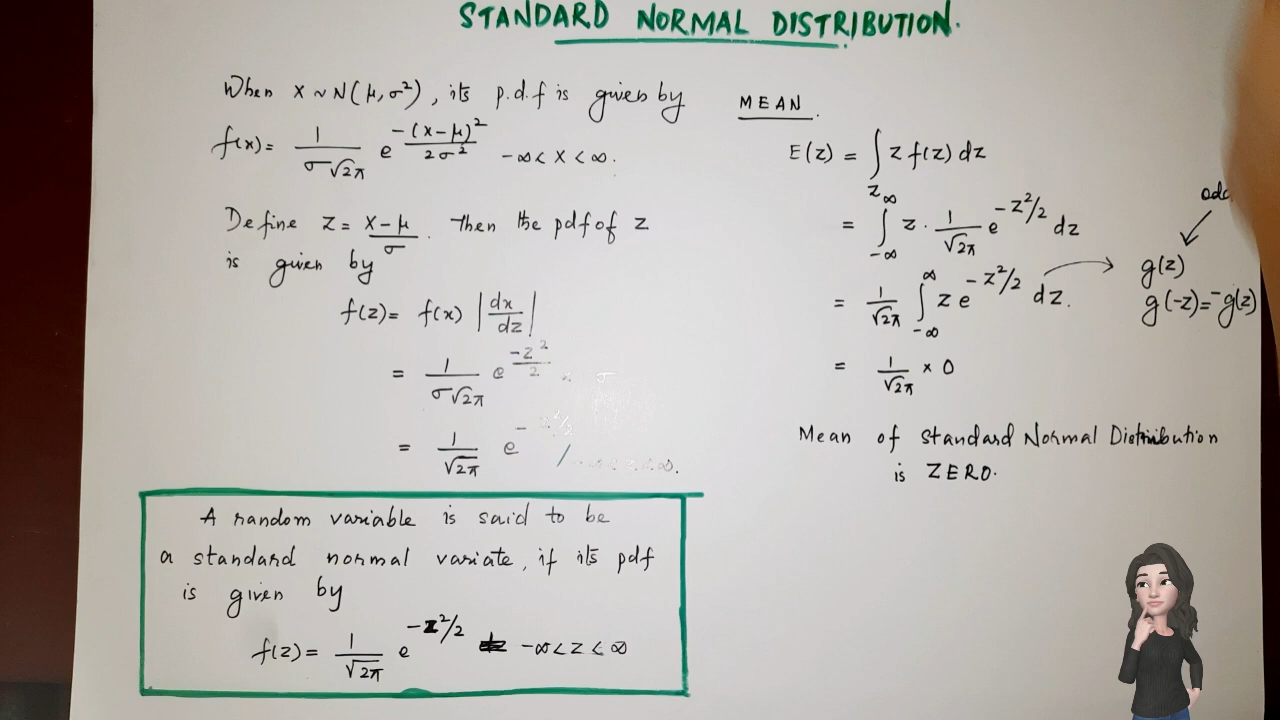 STANDARD NORMAL DISTRIBUTION.
When X ~ N(μ, σ²), its p.d.f is given by
f(x) = 1/(σ√2π) e^(-(x-μ)²/2σ²) -∞ < x < ∞.
Define Z = (X-μ)/σ. Then the pdf of Z
is given by
f(z) = f(x) |dx/dz|
= 1/(σ√2π) e^(-z²/2) . σ
= 1/√2π e^-
A random variable is said to be
a standard normal variate, if its pdf
is given by
f(z) = 1/√2π e^(-z²/2) -∞ < z < ∞
MEAN.
E(z) = ∫ z f(z) dz
z
= ∫_{-∞}^{∞} z . 1/√2π e^(-z²/2) dz
= 1/√2π ∫_{-∞}^{∞} z e^(-z²/2) dz.
g(z)
g(-z) = -g(z)
= 1/√2π × 0
Mean of Standard Normal Distribution
is ZERO.